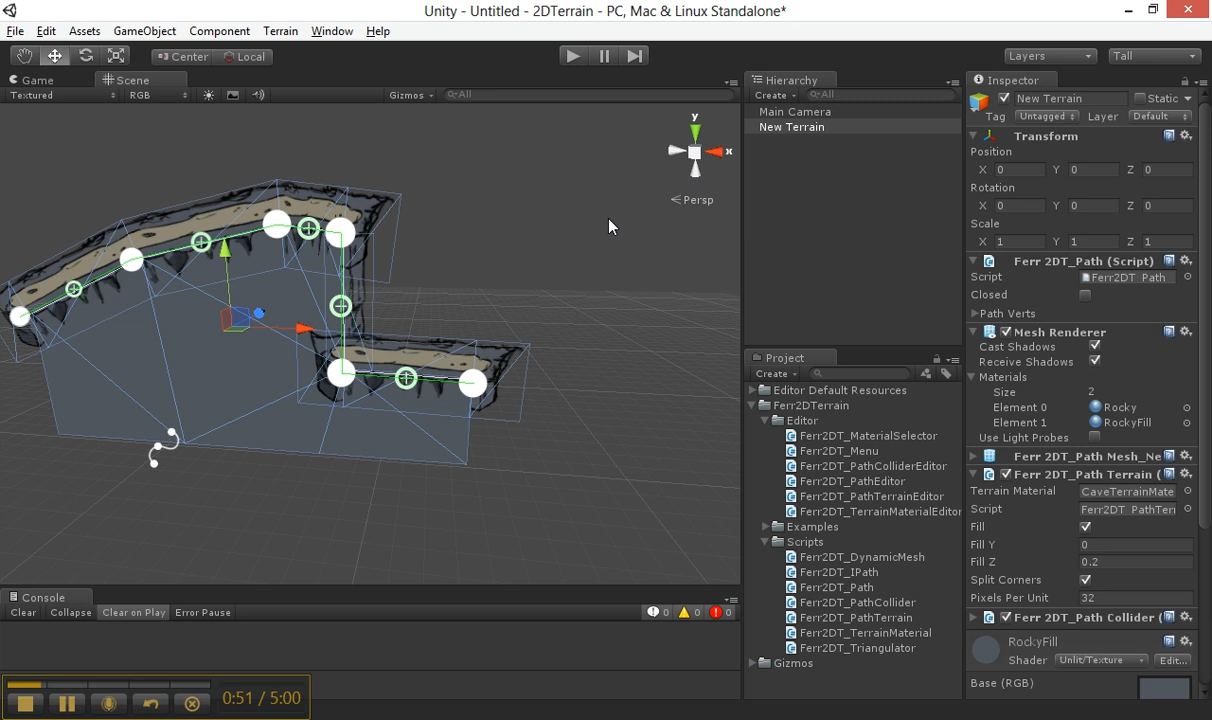 Unity - Untitled - 2DTerrain - PC, Mac & Linux Standalone*
File Edit Assets GameObject Component Terrain Window Help
Center Local Layers Tall
Game Scene
Textured RGB Gizmos All
y
x
Persp
Hierarchy
Create All
Main Camera
New Terrain
Project
Create
Editor Default Resources
Ferr2DTerrain
Editor
Ferr2DT_MaterialSelector
Ferr2DT_Menu
Ferr2DT_PathColliderEditor
Ferr2DT_PathEditor
Ferr2DT_PathTerrainEditor
Ferr2DT_TerrainMaterialEditor
Examples
Scripts
Ferr2DT_DynamicMesh
Ferr2DT_IPath
Ferr2DT_Path
Ferr2DT_PathCollider
Ferr2DT_PathTerrain
Ferr2DT_TerrainMaterial
Ferr2DT_Triangulator
Gizmos
Inspector
New Terrain Static
Tag Untagged Layer Default
Transform
Position
X 0 Y 0 Z 0
Rotation
X 0 Y 0 Z 0
Scale
X 1 Y 1 Z 1
Ferr 2DT_Path (Script)
Script Ferr2DT_Path
Closed
Path Verts
Mesh Renderer
Cast Shadows
Receive Shadows
Materials
Size 2
Element 0 Rocky
Element 1 RockyFill
Use Light Probes
Ferr 2DT_Path Mesh_Ne
Ferr 2DT_Path Terrain (
Terrain Material CaveTerrainMate
Script Ferr2DT_PathTerr
Fill
Fill Y 0
Fill Z 0.2
Split Corners
Pixels Per Unit 32
Ferr 2DT_Path Collider (
RockyFill
Shader Unlit/Texture Edit...
Base (RGB)
Console
Clear Collapse Clear on Play Error Pause 0 0 0
0:51 / 5:00